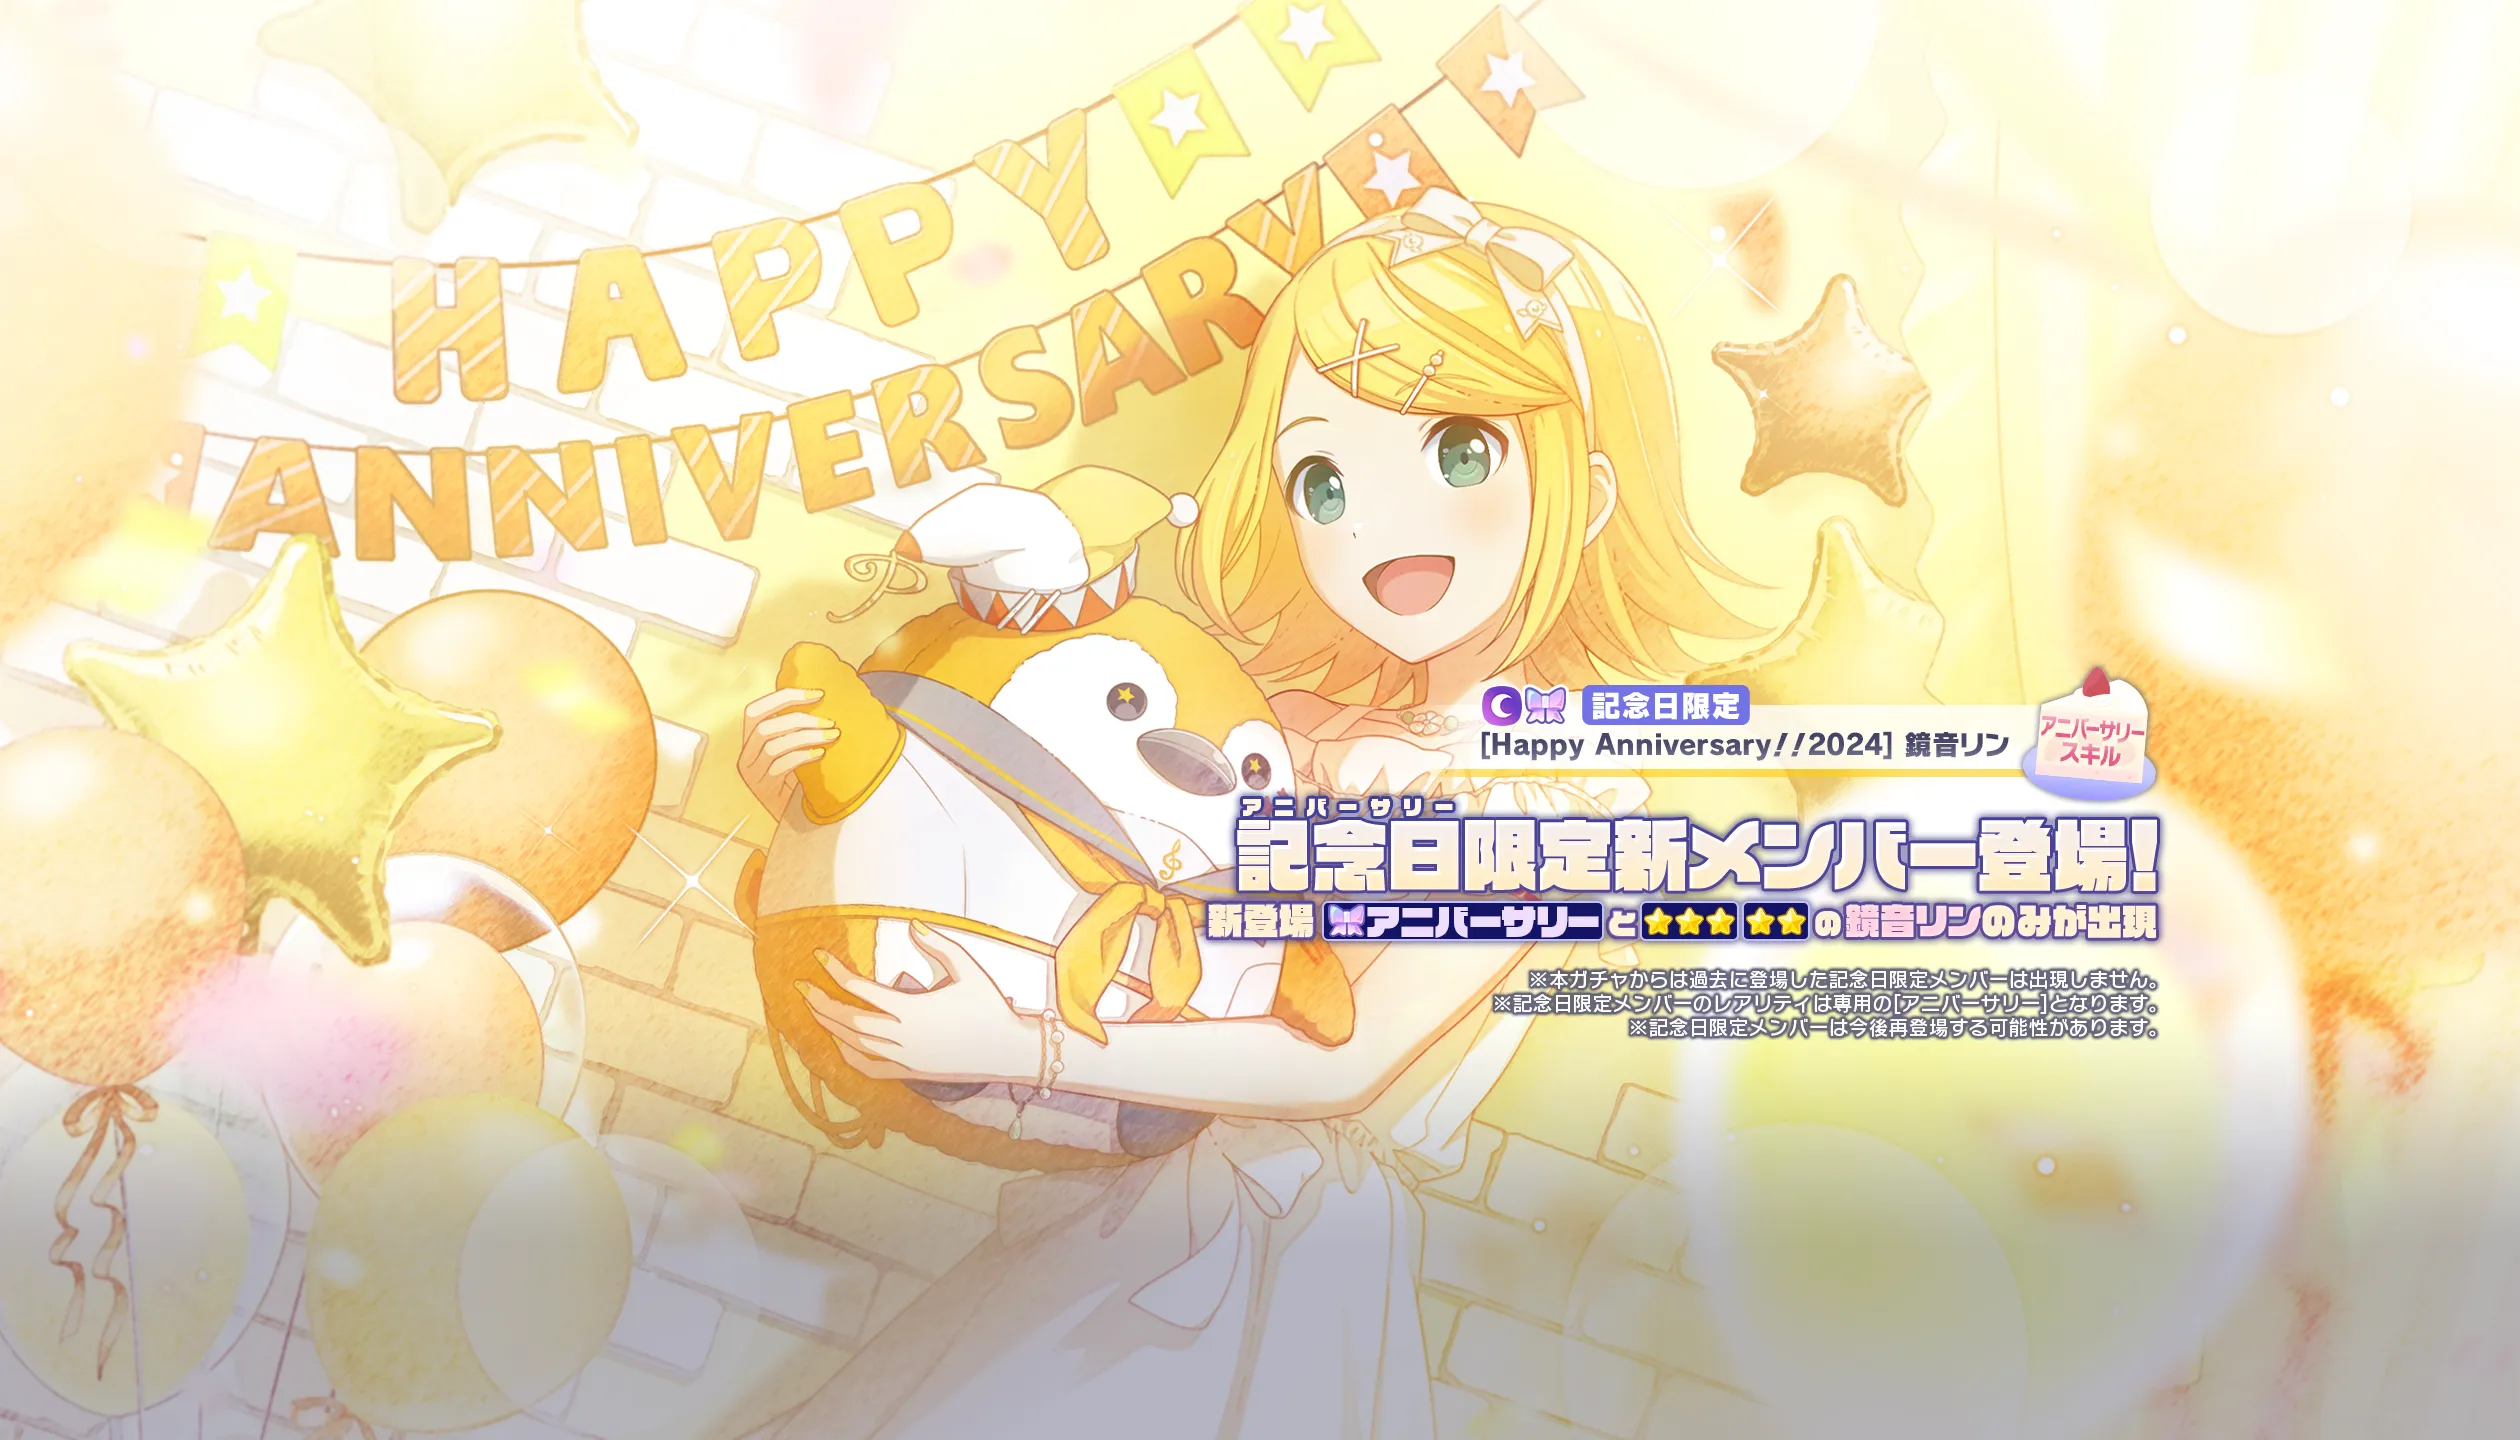 HAPPY
ANNIVERSARY
記念日限定
[Happy Anniversary!!2024] 鏡音リン
アニバーサリー
スキル
アニバーサリー
記念日限定新メンバー登場!
新登場 アニバーサリーと★★★ ★★の鏡音リンのみが出現
※本ガチャからは過去に登場した記念日限定メンバーは出現しません。
※記念日限定メンバーのレアリティは専用の[アニバーサリー]となります。
※記念日限定メンバーは今後再登場する可能性があります。